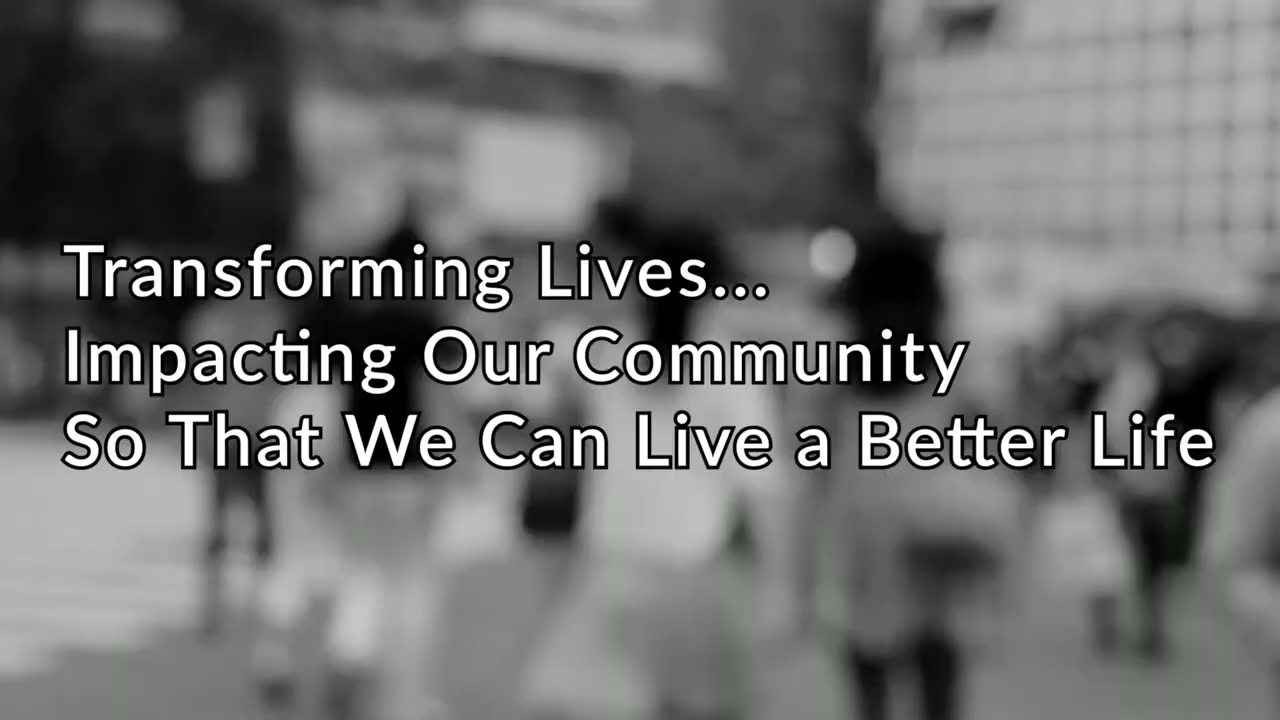 Transforming Lives...
Impacting Our Community
So That We Can Live a Better Life